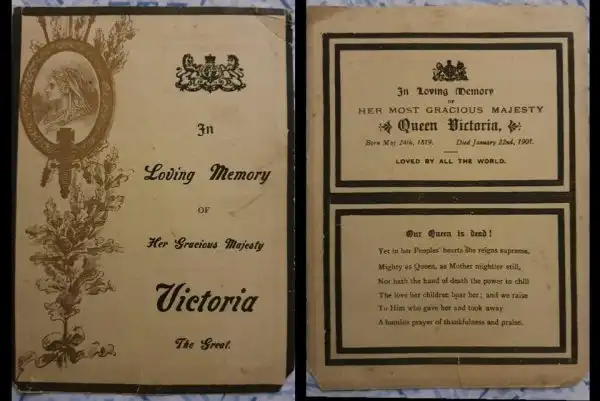 In
Loving Memory
OF
Her Gracious Majesty
Victoria
The Great.
In Loving Memory
OF
HER MOST GRACIOUS MAJESTY
Queen Victoria,
Born May 24th, 1819. Died January 22nd, 1901.
LOVED BY ALL THE WORLD.
Our Queen is dead!
Yet in her Peoples' hearts she reigns supreme,
Mighty as Queen, as Mother mightier still,
Nor hath the hand of death the power to chill
The love her children bear her; and we raise
To Him who gave her and took away
A humble prayer of thankfulness and praise.